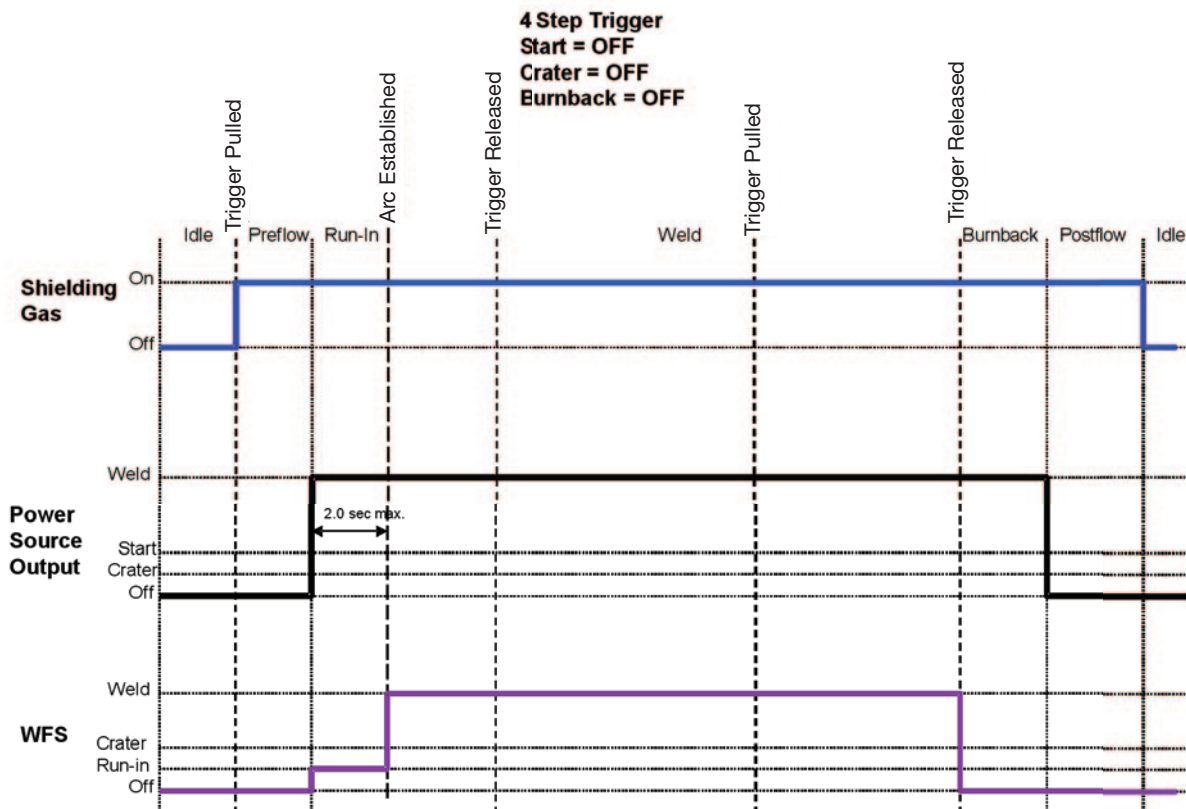 4 Step Trigger
Start = OFF
Crater = OFF
Burnback = OFF
Trigger Pulled
Arc Established
Trigger Released
Trigger Pulled
Trigger Released
Idle
Preflow
Run-In
Weld
Burnback
Postflow
Idle
Shielding
Gas
On
Off
Power
Source
Output
Weld
2.0 sec max.
Start
Crater
Off
WFS
Weld
Crater
Run-in
Off